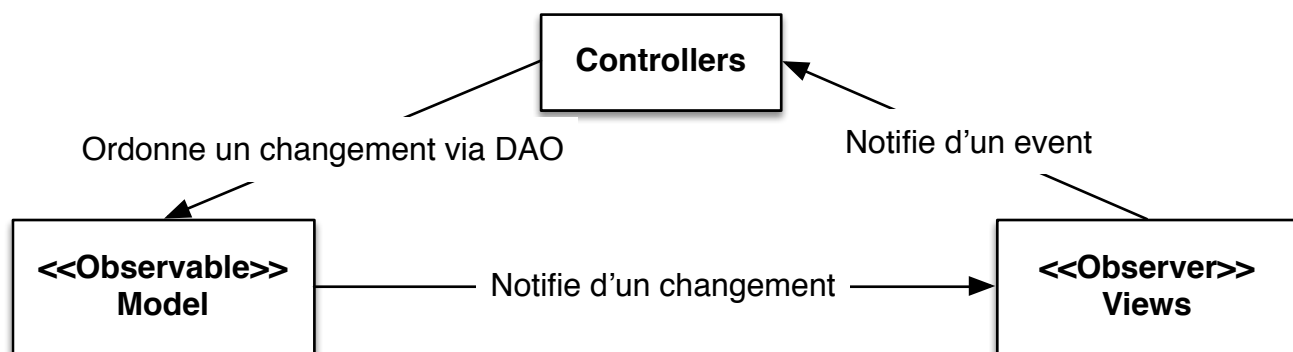 Controllers
Ordonne un changement via DAO
Notifie d'un event
<<Observable>>
Model
Notifie d'un changement
<<Observer>>
Views